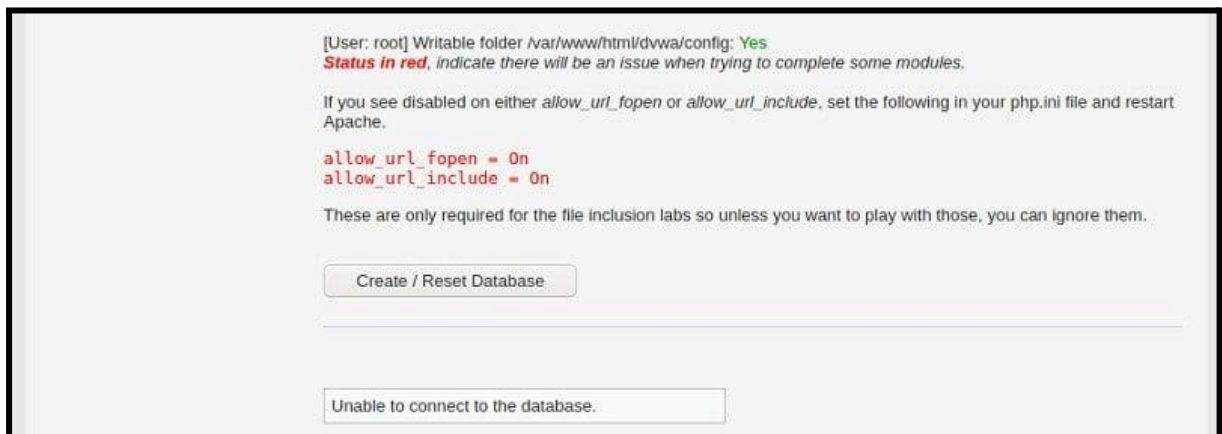 [User: root] Writable folder /var/www/html/dvwa/config: Yes
Status in red, indicate there will be an issue when trying to complete some modules.
If you see disabled on either allow_url_fopen or allow_url_include, set the following in your php.ini file and restart
Apache.
allow_url_fopen = On
allow_url_include = On
These are only required for the file inclusion labs so unless you want to play with those, you can ignore them.
Create / Reset Database
Unable to connect to the database.